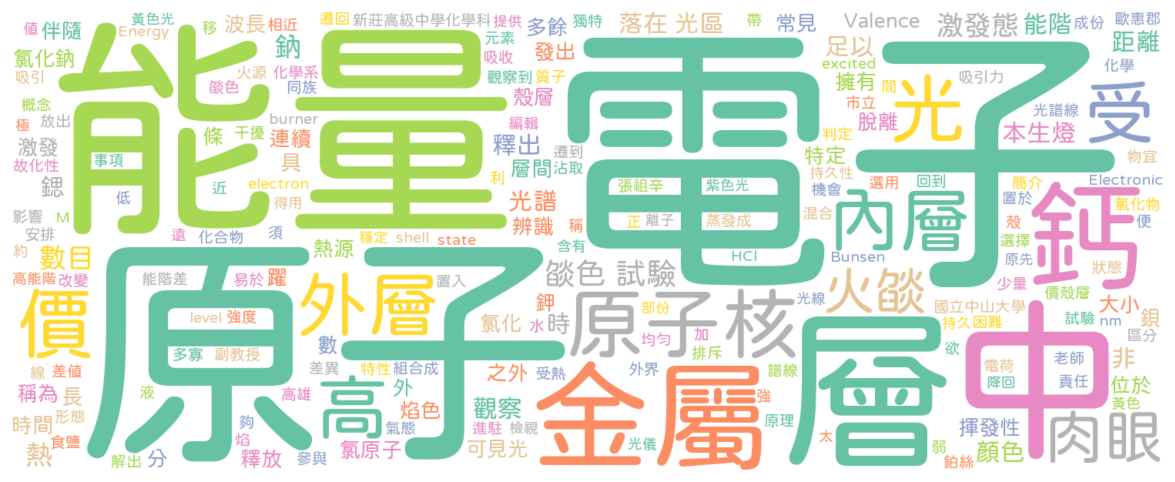 值 伴隨 黃色光 Energy 移 波長 相近 遷回 新莊高級中學化學科 提供 多餘 獨特 落在 光區 帶 常見 Valence 激發態 能階 成份 歐惠郡
氯化鈉 吸引 火源 鈉 化學系 元素 吸收 發出 足以 excited 距離 化學
焰色 同族 觀察到 質子 擁有 間 吸引力
能量 電子 光 受
概念 放出 burner 殼層 編輯 市立 脫離 光譜線 本生燈
極 激發 條 干擾 連續 釋出 判定 物宜
故化性 事項 具 層間 遷到 沾取 特定 持久性
鍶 低 近 electron 利 張祖辛 紫色光 機會 選用 回到 簡介 Electronic
得用 光譜 稱 正 離子 蒸發成 混合 置於 氯化物
影響 M 辨識 內層 鈣 殼 便
安排 遠 化合物 須 熱源 穩定 shell state 含有 HCl Bunsen 選擇 原先
約 數目 原子 外層 燄色 試驗 火燄 狀態
高能階 改變 能階差 易於 躍 置入 少量 價殼層
價 level 強度 氯化 時 鉀 原子核 部份 光線 國立中山大學 大小 鋇
水 均勻 加 持久 困難 試驗 nm 區分
線 差值 多寡 副教授 數 差異 特性 組合成 之外 排斥 譜線 欲 層 中 電荷 老師 非
稱為 長 高 外 受熱 外界 降回 責任 位於
液 高雄 焰色 觀察 金屬 強 原理 黃色
時間 形態 夠 氣態 進駐 檢視 弱 揮發性
熱 食鹽 焰 氯原子 可見光 光儀 太 顏色 肉眼
解出 分 釋放 參與 鉑絲